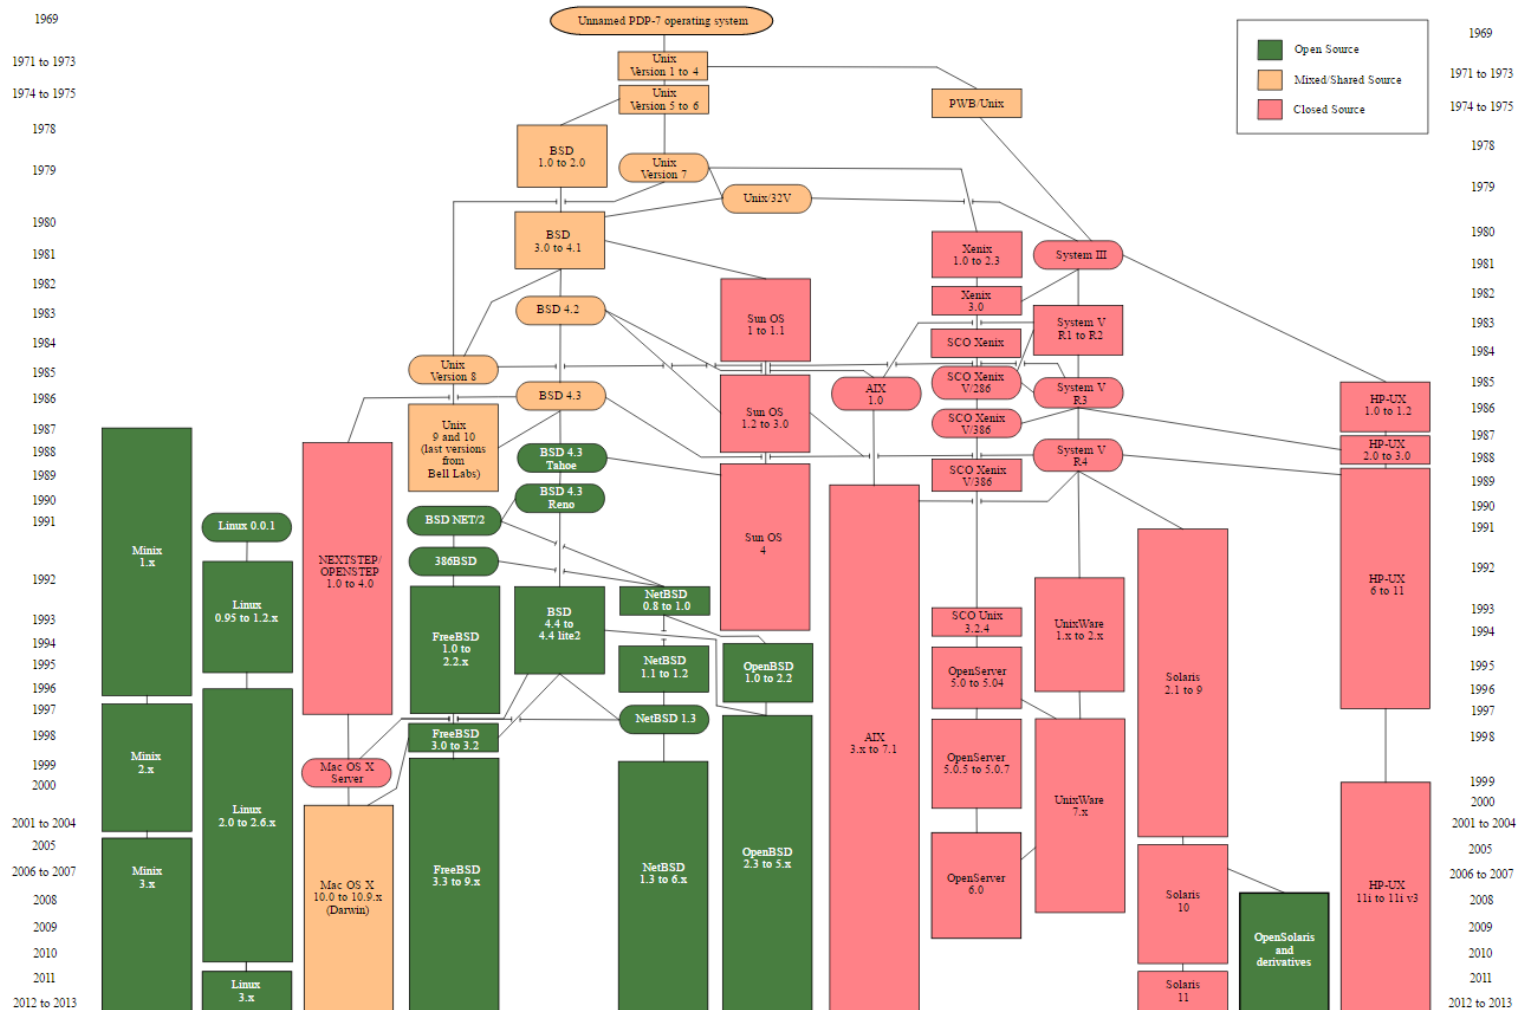 1969
1971 to 1973
1974 to 1975
1978
1979
1980
1981
1982
1983
1984
1985
1986
1987
1988
1989
1990
1991
1992
1993
1994
1995
1996
1997
1998
1999
2000
2001 to 2004
2005
2006 to 2007
2008
2009
2010
2011
2012 to 2013
Unnamed PDP-7 operating system
Unix
Version 1 to 4
Unix
Version 5 to 6
PWB/Unix
BSD
1.0 to 2.0
Unix
Version 7
Unix/32V
BSD
3.0 to 4.1
Xenix
1.0 to 2.3
System III
Xenix
3.0
BSD 4.2
Sun OS
1 to 1.1
System V
R1 to R2
SCO Xenix
Unix
Version 8
SCO Xenix
V/286
AIX
1.0
System V
R3
BSD 4.3
HP-UX
1.0 to 1.2
Sun OS
1.2 to 3.0
SCO Xenix
V/386
Unix
9 and 10
(last versions
from
Bell Labs)
HP-UX
2.0 to 3.0
BSD 4.3
Tahoe
System V
R4
SCO Xenix
V/386
BSD 4.3
Reno
BSD NET/2
Linux 0.0.1
Minix
1.x
Sun OS
4
386BSD
NEXTSTEP/
OPENSTEP
1.0 to 4.0
HP-UX
6 to 11
NetBSD
0.8 to 1.0
Linux
0.95 to 1.2.x
BSD
4.4 to
4.4 lite2
SCO Unix
3.2.4
UnixWare
1.x to 2.x
FreeBSD
1.0 to
2.2.x
NetBSD
1.1 to 1.2
OpenBSD
1.0 to 2.2
OpenServer
5.0 to 5.04
Solaris
2.1 to 9
NetBSD 1.3
FreeBSD
3.0 to 3.2
AIX
3.x to 7.1
Minix
2.x
Mac OS X
Server
OpenServer
5.0.5 to 5.0.7
UnixWare
7.x
Linux
2.0 to 2.6.x
OpenBSD
2.3 to 5.x
Minix
3.x
FreeBSD
3.3 to 9.x
NetBSD
1.3 to 6.x
OpenServer
6.0
Mac OS X
10.0 to 10.9.x
(Darwin)
Solaris
10
HP-UX
11i to 11i v3
OpenSolaris
and
derivatives
Linux
3.x
Solaris
11
Open Source
Mixed/Shared Source
Closed Source
1969
1971 to 1973
1974 to 1975
1978
1979
1980
1981
1982
1983
1984
1985
1986
1987
1988
1989
1990
1991
1992
1993
1994
1995
1996
1997
1998
1999
2000
2001 to 2004
2005
2006 to 2007
2008
2009
2010
2011
2012 to 2013